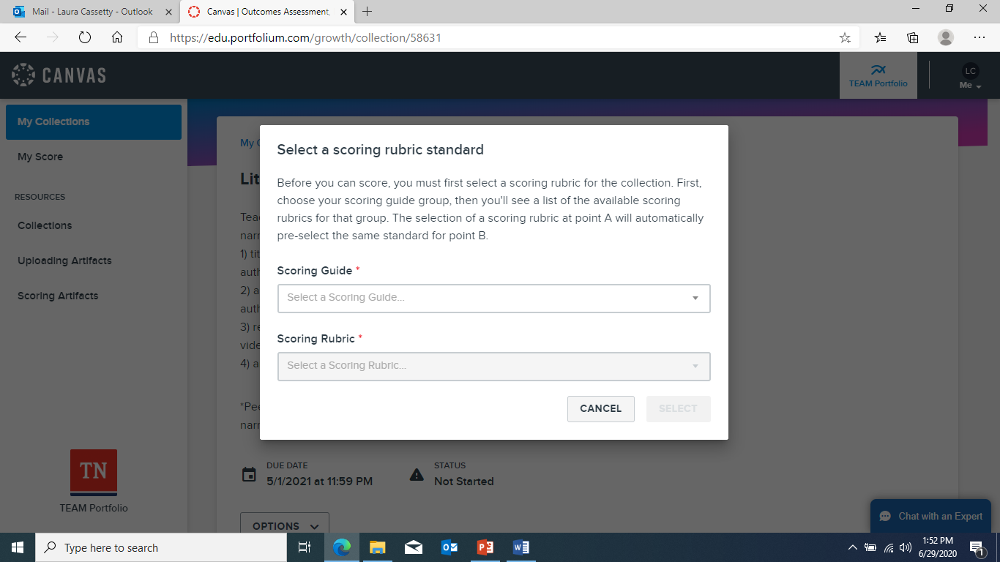 Mail - Laura Cassetty - Outlook
Canvas | Outcomes Assessment,
https://edu.portfolium.com/growth/collection/58631
CANVAS
TEAM Portfolio
LC
Me
My Collections
My Score
RESOURCES
Collections
Uploading Artifacts
Scoring Artifacts
TN
TEAM Portfolio
My
Lit
Tea
narr
1) tit
auth
2) a
auth
3) re
vide
4) a
*Pee
narr
Select a scoring rubric standard
Before you can score, you must first select a scoring rubric for the collection. First,
choose your scoring guide group, then you'll see a list of the available scoring
rubrics for that group. The selection of a scoring rubric at point A will automatically
pre-select the same standard for point B.
Scoring Guide *
Select a Scoring Guide...
Scoring Rubric *
Select a Scoring Rubric...
CANCEL
SELECT
DUE DATE
5/1/2021 at 11:59 PM
STATUS
Not Started
OPTIONS
Chat with an Expert
Type here to search
1:52 PM
6/29/2020
1